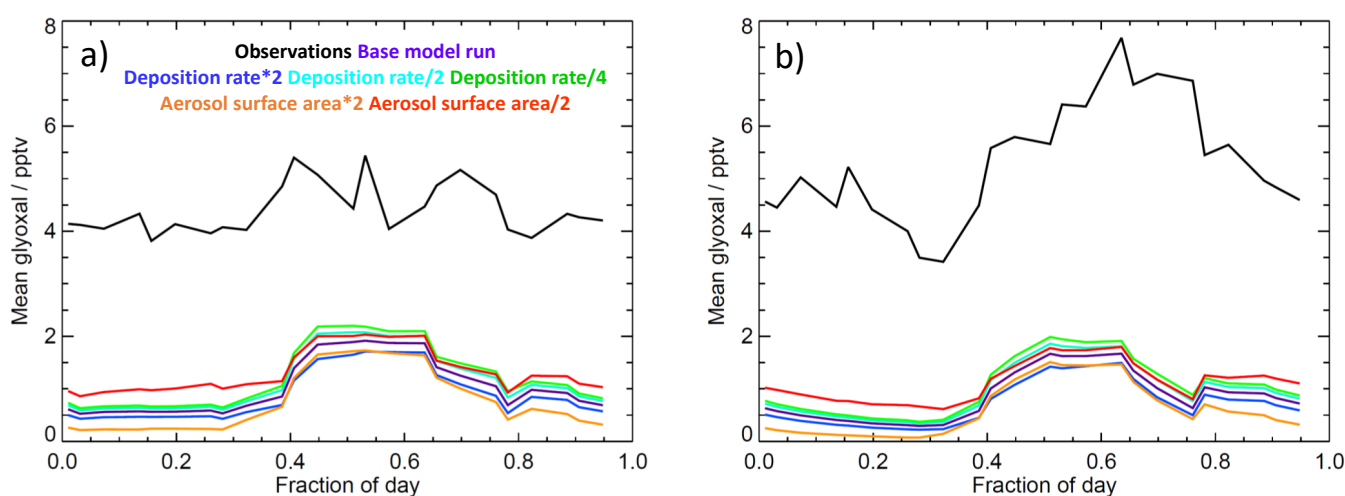 a)
Observations Base model run
Deposition rate*2 Deposition rate/2 Deposition rate/4
Aerosol surface area*2 Aerosol surface area/2
Mean glyoxal / pptv
8
6
4
2
0
0.0 0.2 0.4 0.6 0.8 1.0
Fraction of day
b)
Mean glyoxal / pptv
8
6
4
2
0
0.0 0.2 0.4 0.6 0.8 1.0
Fraction of day